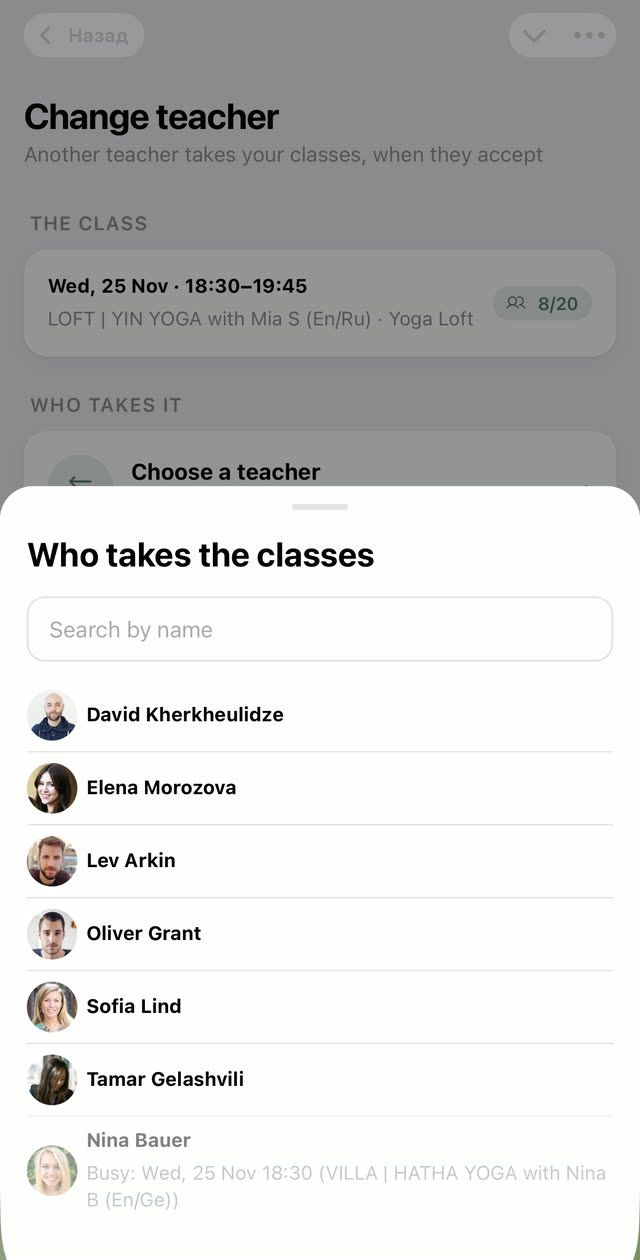 Назад
Change teacher
Another teacher takes your classes, when they accept
THE CLASS
Wed, 25 Nov · 18:30–19:45
LOFT | YIN YOGA with Mia S (En/Ru) · Yoga Loft
8/20
WHO TAKES IT
Choose a teacher
Who takes the classes
Search by name
David Kherkheulidze
Elena Morozova
Lev Arkin
Oliver Grant
Sofia Lind
Tamar Gelashvili
Nina Bauer
Busy: Wed, 25 Nov 18:30 (VILLA | HATHA YOGA with Nina
B (En/Ge))